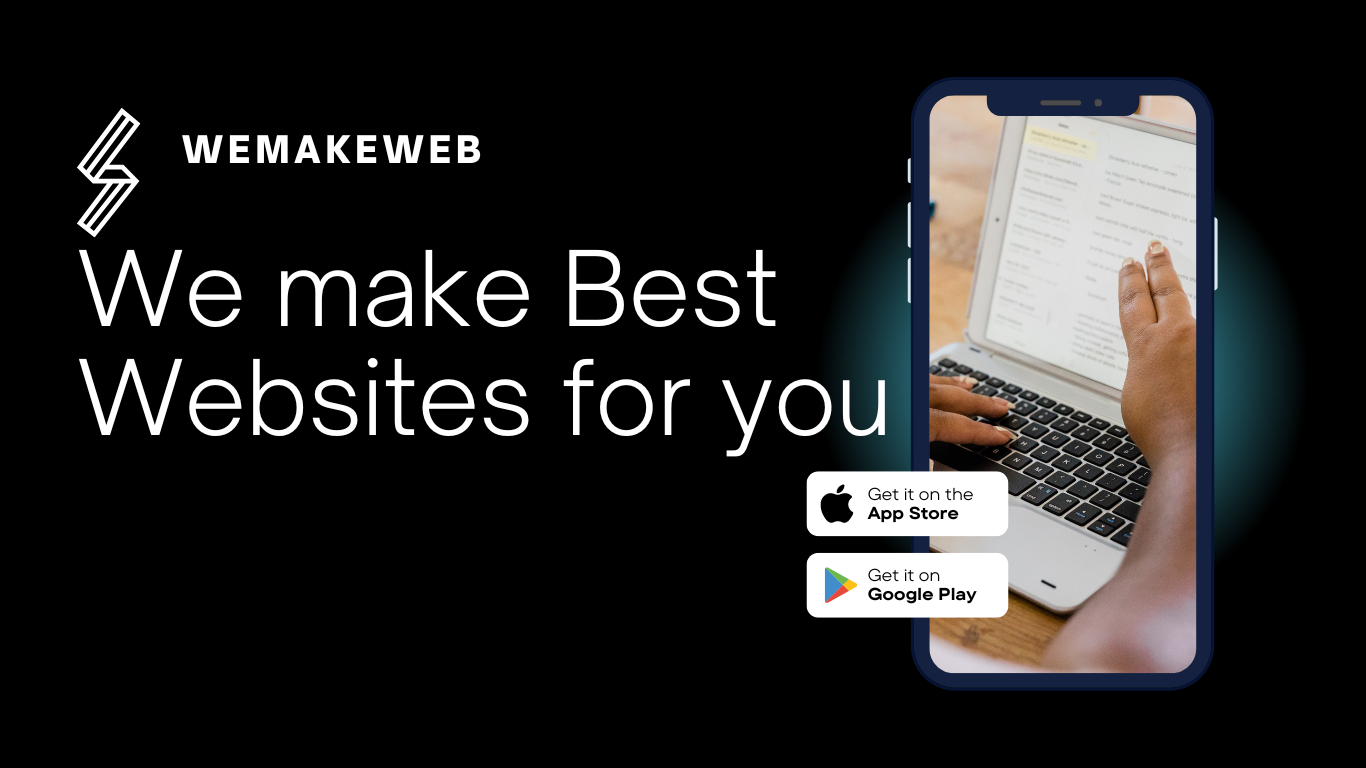 WEMAKEWEB
We make Best
Websites for you
Get it on the
App Store
Get it on
Google Play